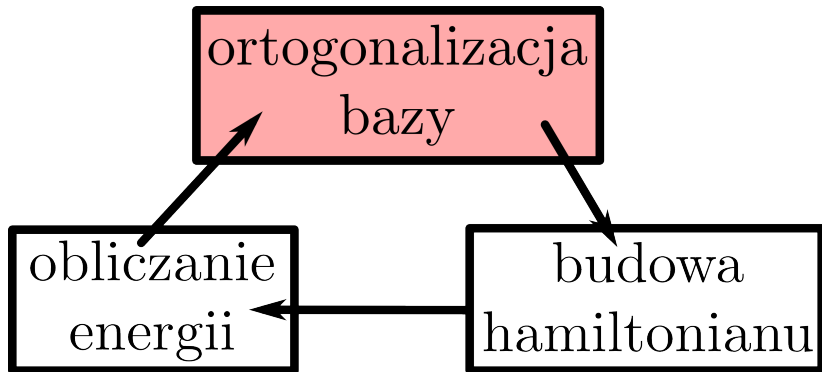 ortogonalizacja
bazy
obliczanie
energii
budowa
hamiltonianu